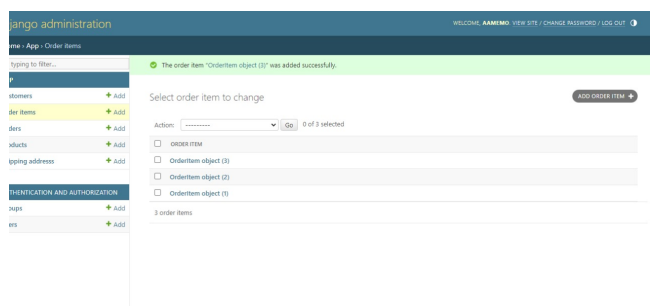 jango administration
WELCOME, AAMEMO. VIEW SITE / CHANGE PASSWORD / LOG OUT
ome › App › Order items
typing to filter...
The order item "OrderItem object (3)" was added successfully.
P
stomers + Add
der items + Add
ders + Add
oducts + Add
ipping addresss + Add
THENTICATION AND AUTHORIZATION
oups + Add
ers + Add
Select order item to change
ADD ORDER ITEM +
Action: --------- Go 0 of 3 selected
ORDER ITEM
OrderItem object (3)
OrderItem object (2)
OrderItem object (1)
3 order items